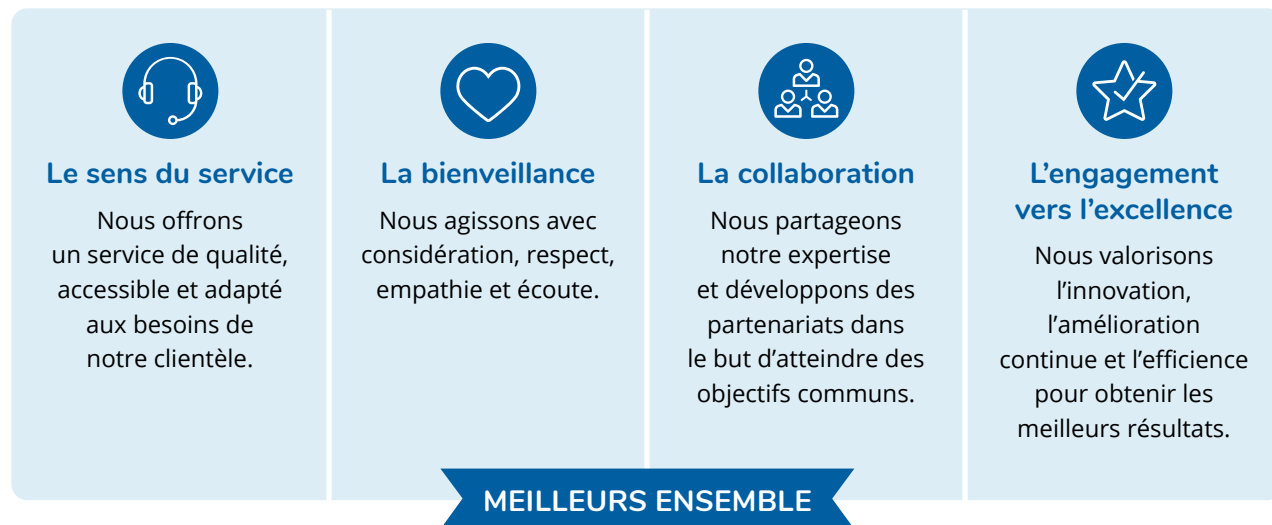 Le sens du service
Nous offrons
un service de qualité,
accessible et adapté
aux besoins de
notre clientèle.
La bienveillance
Nous agissons avec
considération, respect,
empathie et écoute.
La collaboration
Nous partageons
notre expertise
et développons des
partenariats dans
le but d’atteindre des
objectifs communs.
L’engagement
vers l’excellence
Nous valorisons
l’innovation,
l’amélioration
continue et l’efficience
pour obtenir les
meilleurs résultats.
MEILLEURS ENSEMBLE